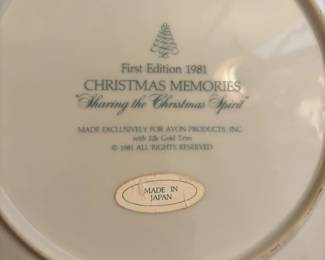 First Edition 1981
CHRISTMAS MEMORIES
"Sharing the Christmas Spirit"
MADE EXCLUSIVELY FOR AVON PRODUCTS, INC.
with 22k Gold Trim
© 1981 ALL RIGHTS RESERVED
MADE IN
JAPAN